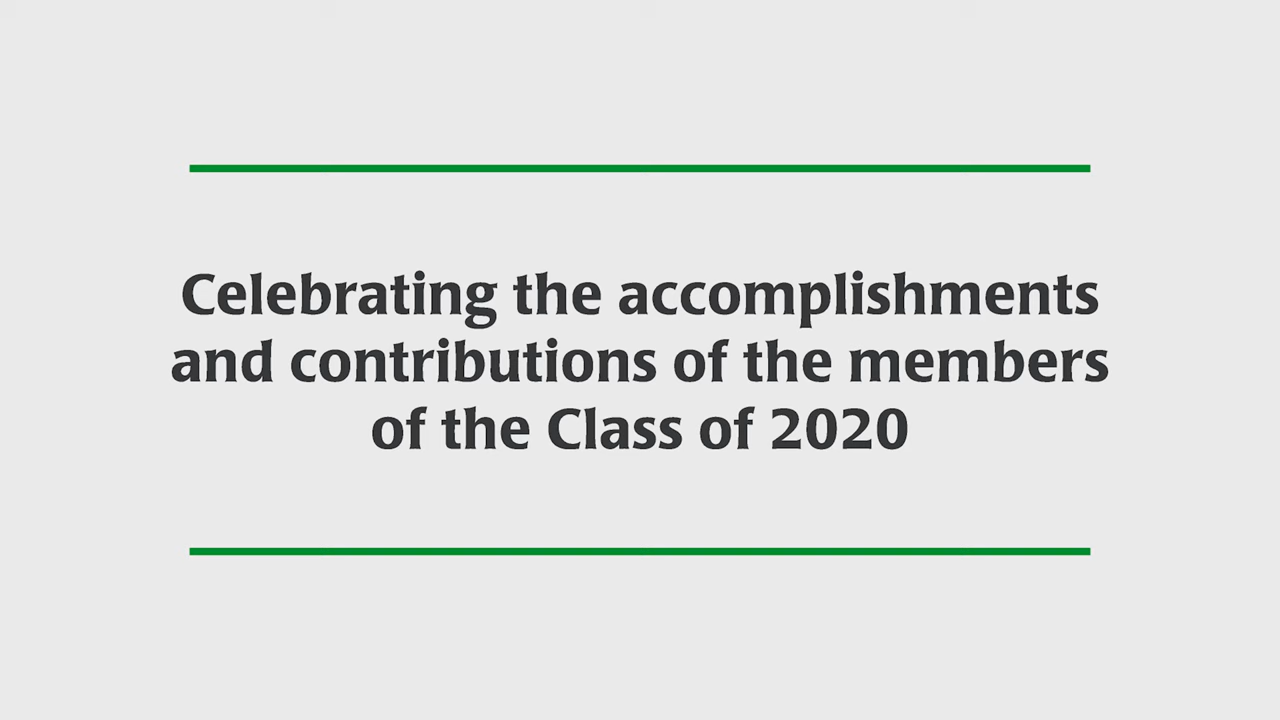 Celebrating the accomplishments
and contributions of the members
of the Class of 2020